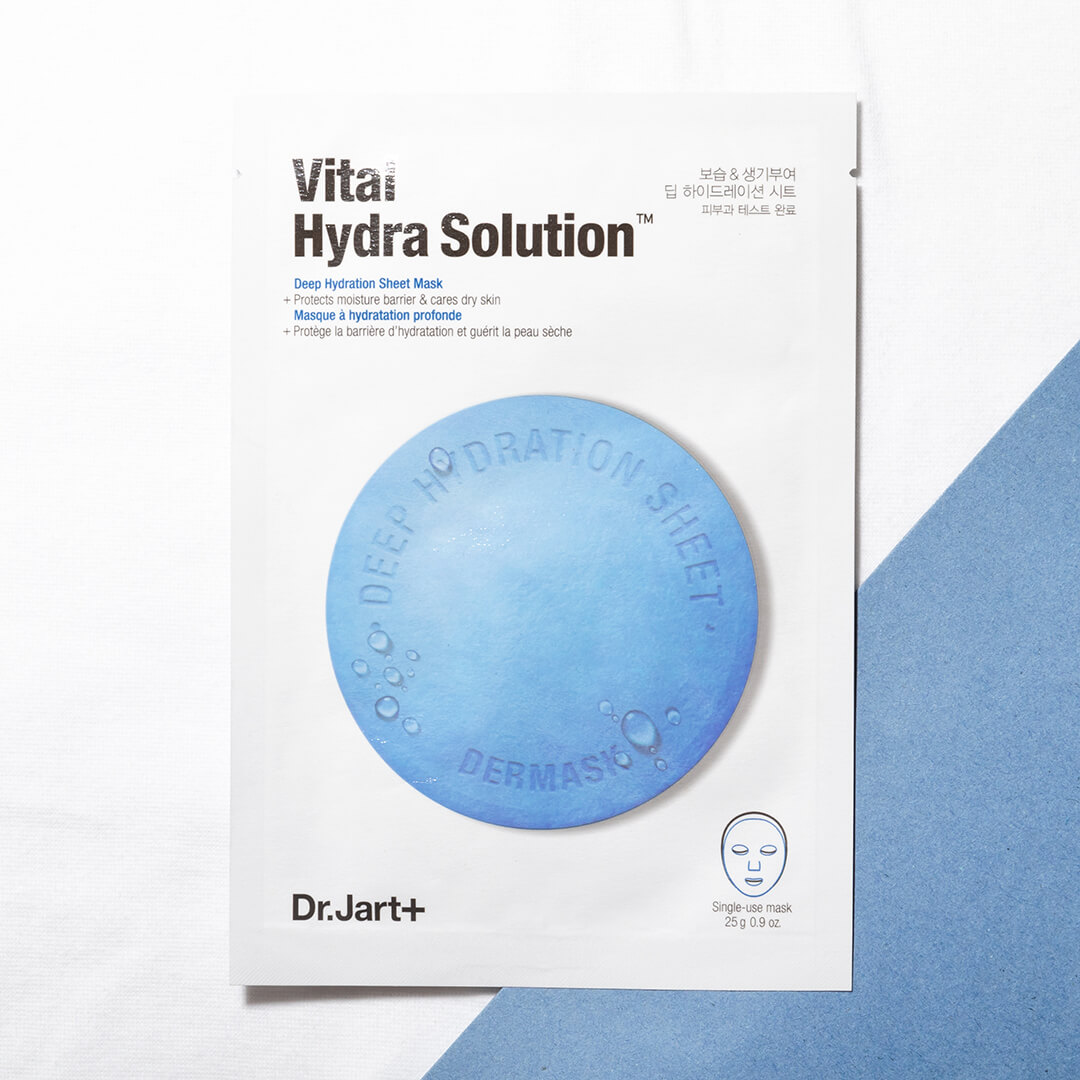 Vital
Hydra Solution™
보습 & 생기부여
딥 하이드레이션 시트
피부과 테스트 완료
Deep Hydration Sheet Mask
+ Protects moisture barrier & cares dry skin
Masque à hydratation profonde
+ Protège la barrière d'hydratation et guérit la peau sèche
· DEEP HYDRATION SHEET ·
DERMASK
Dr.Jart+
Single-use mask
25 g 0.9 oz.